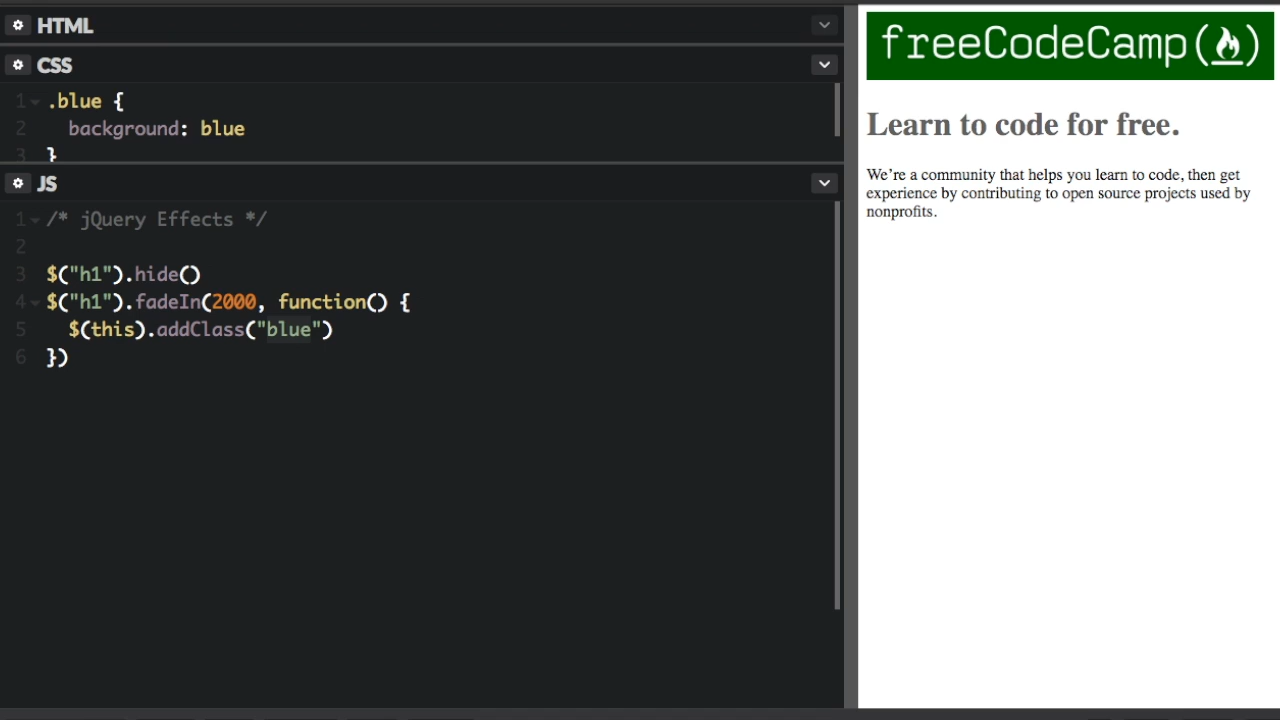 HTML
CSS
1 .blue {
2 background: blue
3 }
JS
1 /* jQuery Effects */
2
3 $("h1").hide()
4 $("h1").fadeIn(2000, function() {
5 $(this).addClass("blue")
6 })
freeCodeCamp(🔥)
Learn to code for free.
We’re a community that helps you learn to code, then get
experience by contributing to open source projects used by
nonprofits.